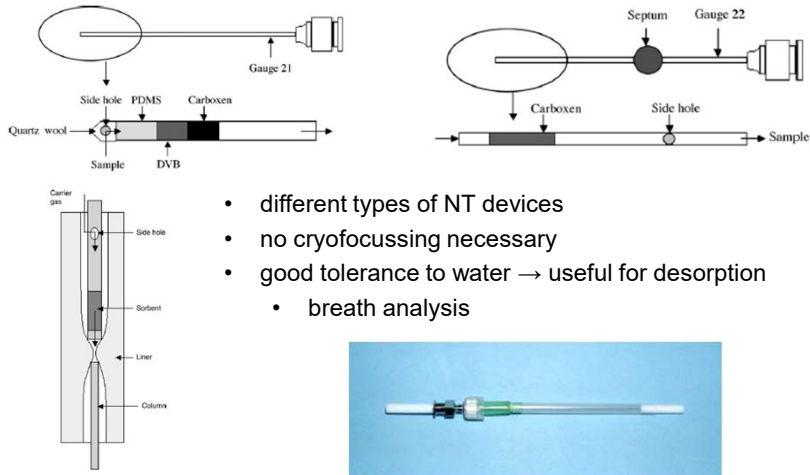 Gauge 21
Side hole PDMS Carboxen
Quartz wool
Sample DVB
Septum
Gauge 22
Carboxen
Side hole
Sample
Carrier
gas
Side hole
Sorbent
Liner
Column
• different types of NT devices
• no cryofocussing necessary
• good tolerance to water → useful for desorption
• breath analysis